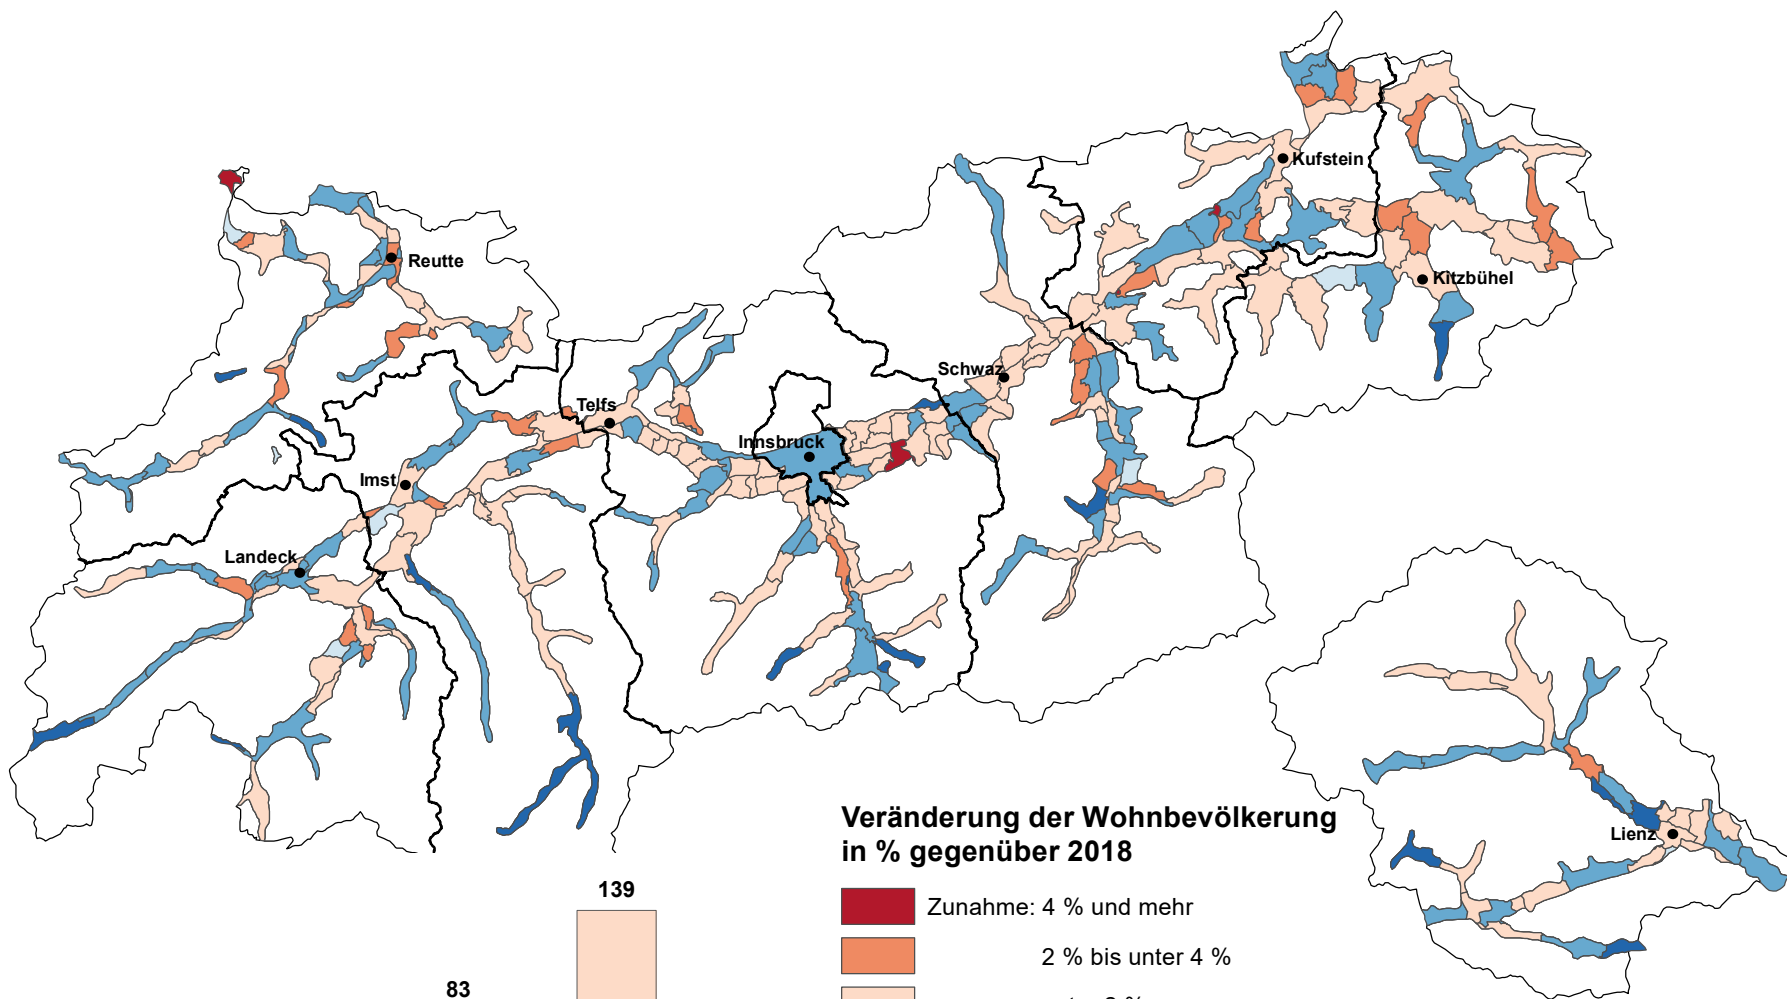 Kufstein
Reutte
Kitzbühel
Schwaz
Telfs
Innsbruck
Imst
Landeck
Lienz
Veränderung der Wohnbevölkerung
in % gegenüber 2018
139
Zunahme: 4 % und mehr
2 % bis unter 4 %
83